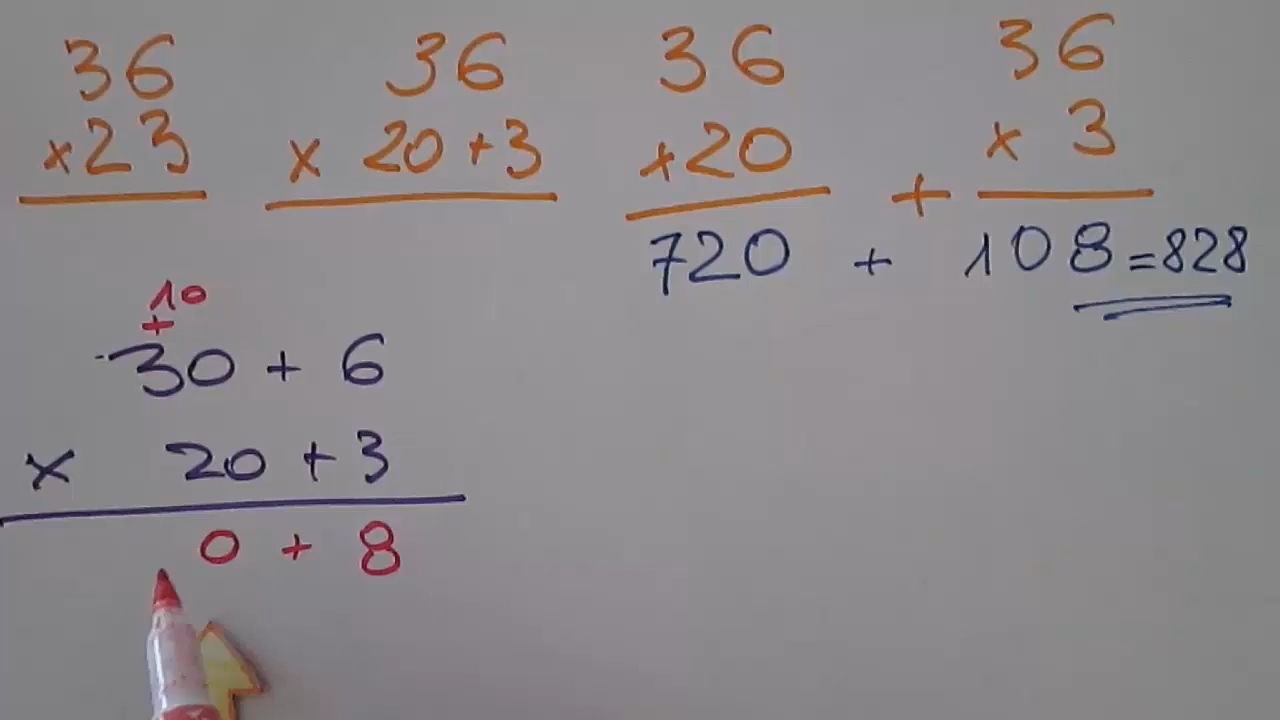 36 36 36 36
×23 × 20+3 ×20 + × 3
720 + 108=828
10
+
30 + 6
× 20+3
0 + 8